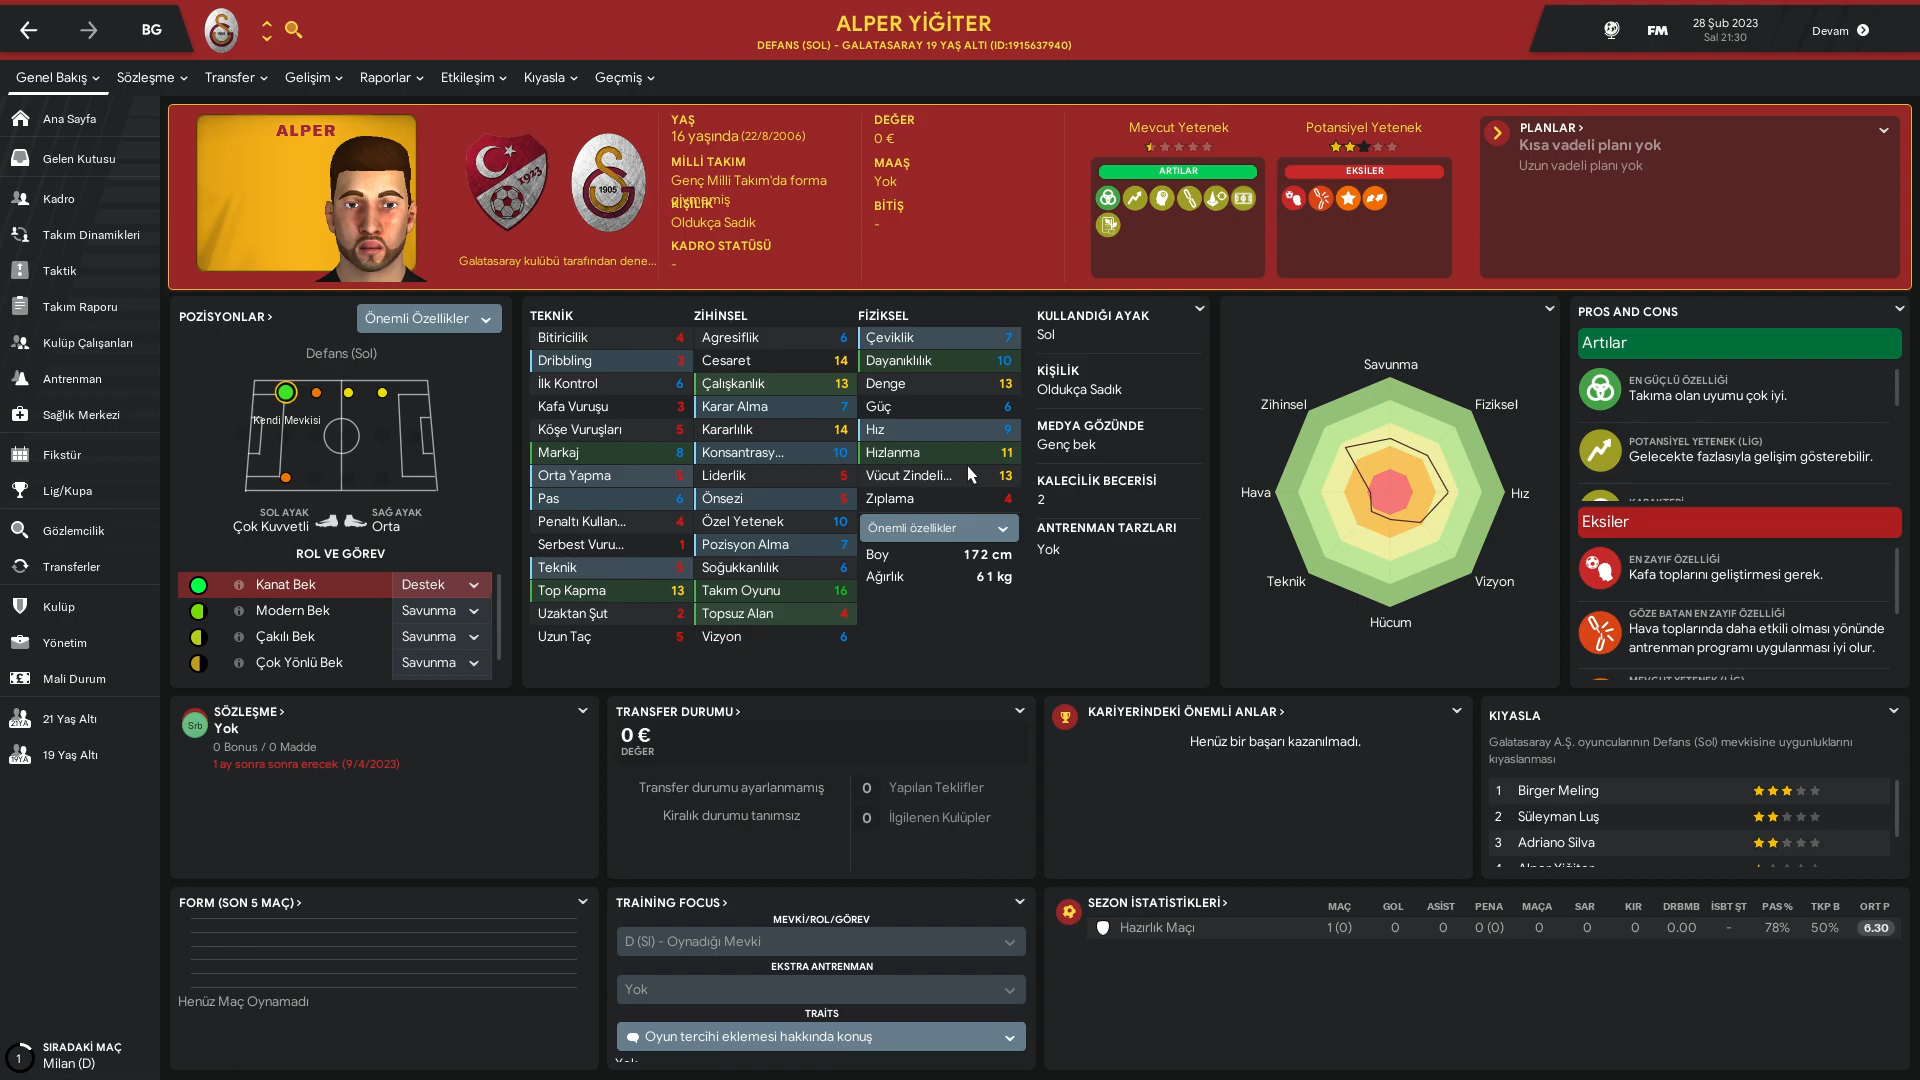 BG
ALPER YİĞİTER
DEFANS (SOL) - GALATASARAY 19 YAŞ ALTI (ID:1915637940)
FM
28 Şub 2023
Sal 21:30
Devam
Genel Bakış
Sözleşme
Transfer
Gelişim
Raporlar
Etkileşim
Kıyasla
Geçmiş
Ana Sayfa
Gelen Kutusu
Kadro
Takım Dinamikleri
Taktik
Takım Raporu
Kulüp Çalışanları
Antrenman
Sağlık Merkezi
Fikstür
Lig/Kupa
Gözlemcilik
Transferler
Kulüp
Yönetim
Mali Durum
21YA
21 Yaş Altı
19YA
19 Yaş Altı
1
SIRADAKİ MAÇ
Milan (D)
ALPER
1923
1905
Galatasaray kulübü tarafından dene...
YAŞ
16 yaşında (22/8/2006)
MİLLİ TAKIM
Genç Milli Takım'da forma
giymemiş
KİŞİLİK
Oldukça Sadık
KADRO STATÜSÜ
-
DEĞER
0 €
MAAŞ
Yok
BİTİŞ
-
Mevcut Yetenek
ARTILAR
Potansiyel Yetenek
EKSİLER
PLANLAR
Kısa vadeli planı yok
Uzun vadeli planı yok
POZİSYONLAR
Önemli Özellikler
Defans (Sol)
Kendi Mevkisi
SOL AYAK
Çok Kuvvetli
SAĞ AYAK
Orta
ROL VE GÖREV
Kanat Bek Destek
Modern Bek Savunma
Çakılı Bek Savunma
Çok Yönlü Bek Savunma
TEKNİK
Bitiricilik 4
Dribbling 3
İlk Kontrol 6
Kafa Vuruşu 3
Köşe Vuruşları 5
Markaj 8
Orta Yapma 5
Pas 6
Penaltı Kullan... 4
Serbest Vuru... 1
Teknik 5
Top Kapma 13
Uzaktan Şut 2
Uzun Taç 5
ZİHİNSEL
Agresiflik 6
Cesaret 14
Çalışkanlık 13
Karar Alma 7
Kararlılık 14
Konsantrasy... 10
Liderlik 5
Önsezi 5
Özel Yetenek 10
Pozisyon Alma 7
Soğukkanlılık 6
Takım Oyunu 16
Topsuz Alan 4
Vizyon 6
FİZİKSEL
Çeviklik 7
Dayanıklılık 10
Denge 13
Güç 6
Hız 9
Hızlanma 11
Vücut Zindeli... 13
Zıplama 4
Önemli özellikler
Boy 172 cm
Ağırlık 61 kg
KULLANDIĞI AYAK
Sol
KİŞİLİK
Oldukça Sadık
MEDYA GÖZÜNDE
Genç bek
KALECİLİK BECERİSİ
2
ANTRENMAN TARZLARI
Yok
Savunma
Fiziksel
Hız
Vizyon
Hücum
Teknik
Hava
Zihinsel
PROS AND CONS
Artılar
EN GÜÇLÜ ÖZELLİĞİ
Takıma olan uyumu çok iyi.
POTANSİYEL YETENEK (LİG)
Gelecekte fazlasıyla gelişim gösterebilir.
KARAKTERİ
Eksiler
EN ZAYIF ÖZELLİĞİ
Kafa toplarını geliştirmesi gerek.
GÖZE BATAN EN ZAYIF ÖZELLİĞİ
Hava toplarında daha etkili olması yönünde
antrenman programı uygulanması iyi olur.
MEVCUT YETENEK (LİG)
SÖZLEŞME
Srb
Yok
0 Bonus / 0 Madde
1 ay sonra sonra erecek (9/4/2023)
TRANSFER DURUMU
0 €
DEĞER
Transfer durumu ayarlanmamış
Kiralık durumu tanımsız
0 Yapılan Teklifler
0 İlgilenen Kulüpler
KARİYERİNDEKİ ÖNEMLİ ANLAR
Henüz bir başarı kazanılmadı.
KIYASLA
Galatasaray A.Ş. oyuncularının Defans (Sol) mevkisine uygunluklarını
kıyaslanması
1 Birger Meling
2 Süleyman Luş
3 Adriano Silva
4 Alper Yiğiter
FORM (SON 5 MAÇ)
Henüz Maç Oynamadı
TRAİNİNG FOCUS
MEVKİ/ROL/GÖREV
D (Sl) - Oynadığı Mevki
EKSTRA ANTRENMAN
Yok
TRAITS
Oyun tercihi eklemesi hakkında konuş
Yok
SEZON İSTATİSTİKLERİ MAÇ GOL ASİST PENA MAÇA SAR KIR DRBMB İSBT ŞT PAS % TKP B ORT P
Hazırlık Maçı 1 (0) 0 0 0 (0) 0 0 0 0.00 - 78% 50% 6.30